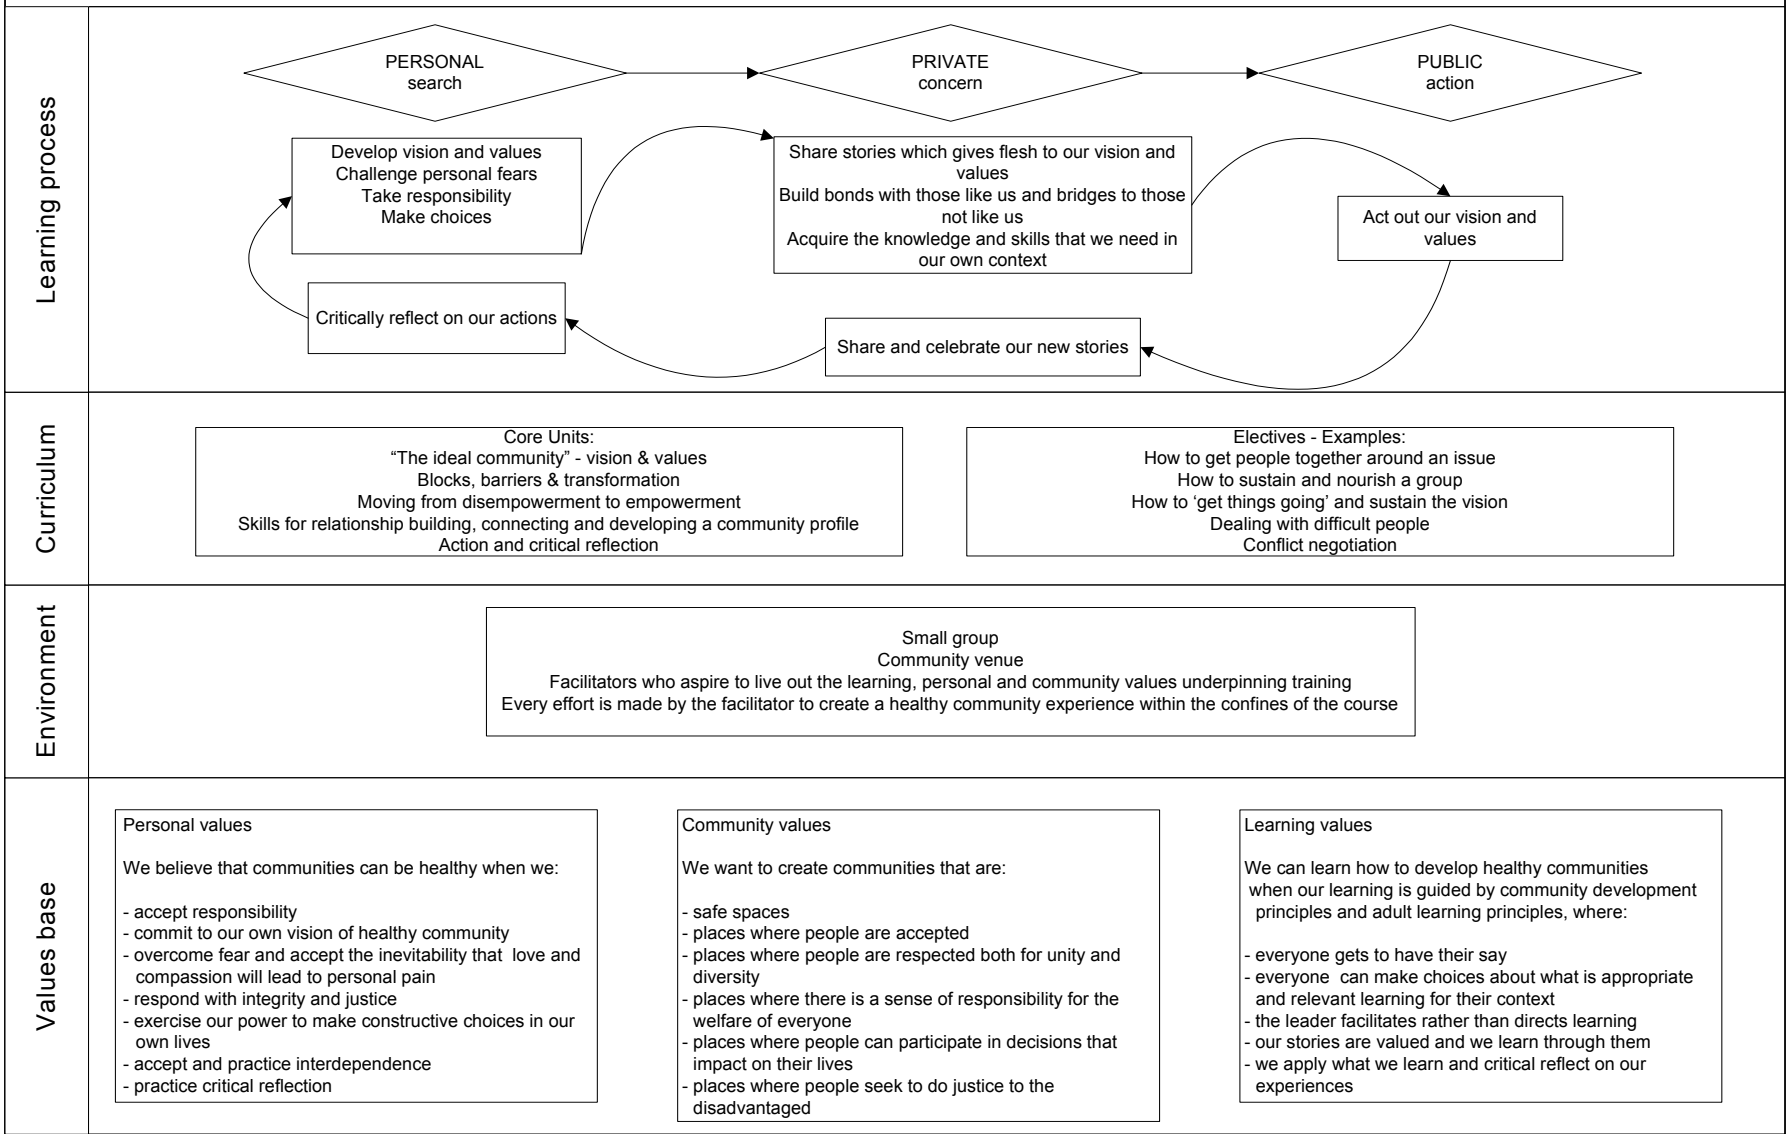 Learning process
PERSONAL
search
PRIVATE
concern
PUBLIC
action
Develop vision and values
Challenge personal fears
Take responsibility
Make choices
Share stories which gives flesh to our vision and
values
Build bonds with those like us and bridges to those
not like us
Acquire the knowledge and skills that we need in
our own context
Act out our vision and
values
Critically reflect on our actions
Share and celebrate our new stories
Curriculum
Core Units:
“The ideal community” - vision & values
Blocks, barriers & transformation
Moving from disempowerment to empowerment
Skills for relationship building, connecting and developing a community profile
Action and critical reflection
Electives - Examples:
How to get people together around an issue
How to sustain and nourish a group
How to ‘get things going’ and sustain the vision
Dealing with difficult people
Conflict negotiation
Environment
Small group
Community venue
Facilitators who aspire to live out the learning, personal and community values underpinning training
Every effort is made by the facilitator to create a healthy community experience within the confines of the course
Values base
Personal values
We believe that communities can be healthy when we:
- accept responsibility
- commit to our own vision of healthy community
- overcome fear and accept the inevitability that love and
compassion will lead to personal pain
- respond with integrity and justice
- exercise our power to make constructive choices in our
own lives
- accept and practice interdependence
- practice critical reflection
Community values
We want to create communities that are:
- safe spaces
- places where people are accepted
- places where people are respected both for unity and
diversity
- places where there is a sense of responsibility for the
welfare of everyone
- places where people can participate in decisions that
impact on their lives
- places where people seek to do justice to the
disadvantaged
Learning values
We can learn how to develop healthy communities
when our learning is guided by community development
principles and adult learning principles, where:
- everyone gets to have their say
- everyone can make choices about what is appropriate
and relevant learning for their context
- the leader facilitates rather than directs learning
- our stories are valued and we learn through them
- we apply what we learn and critical reflect on our
experiences